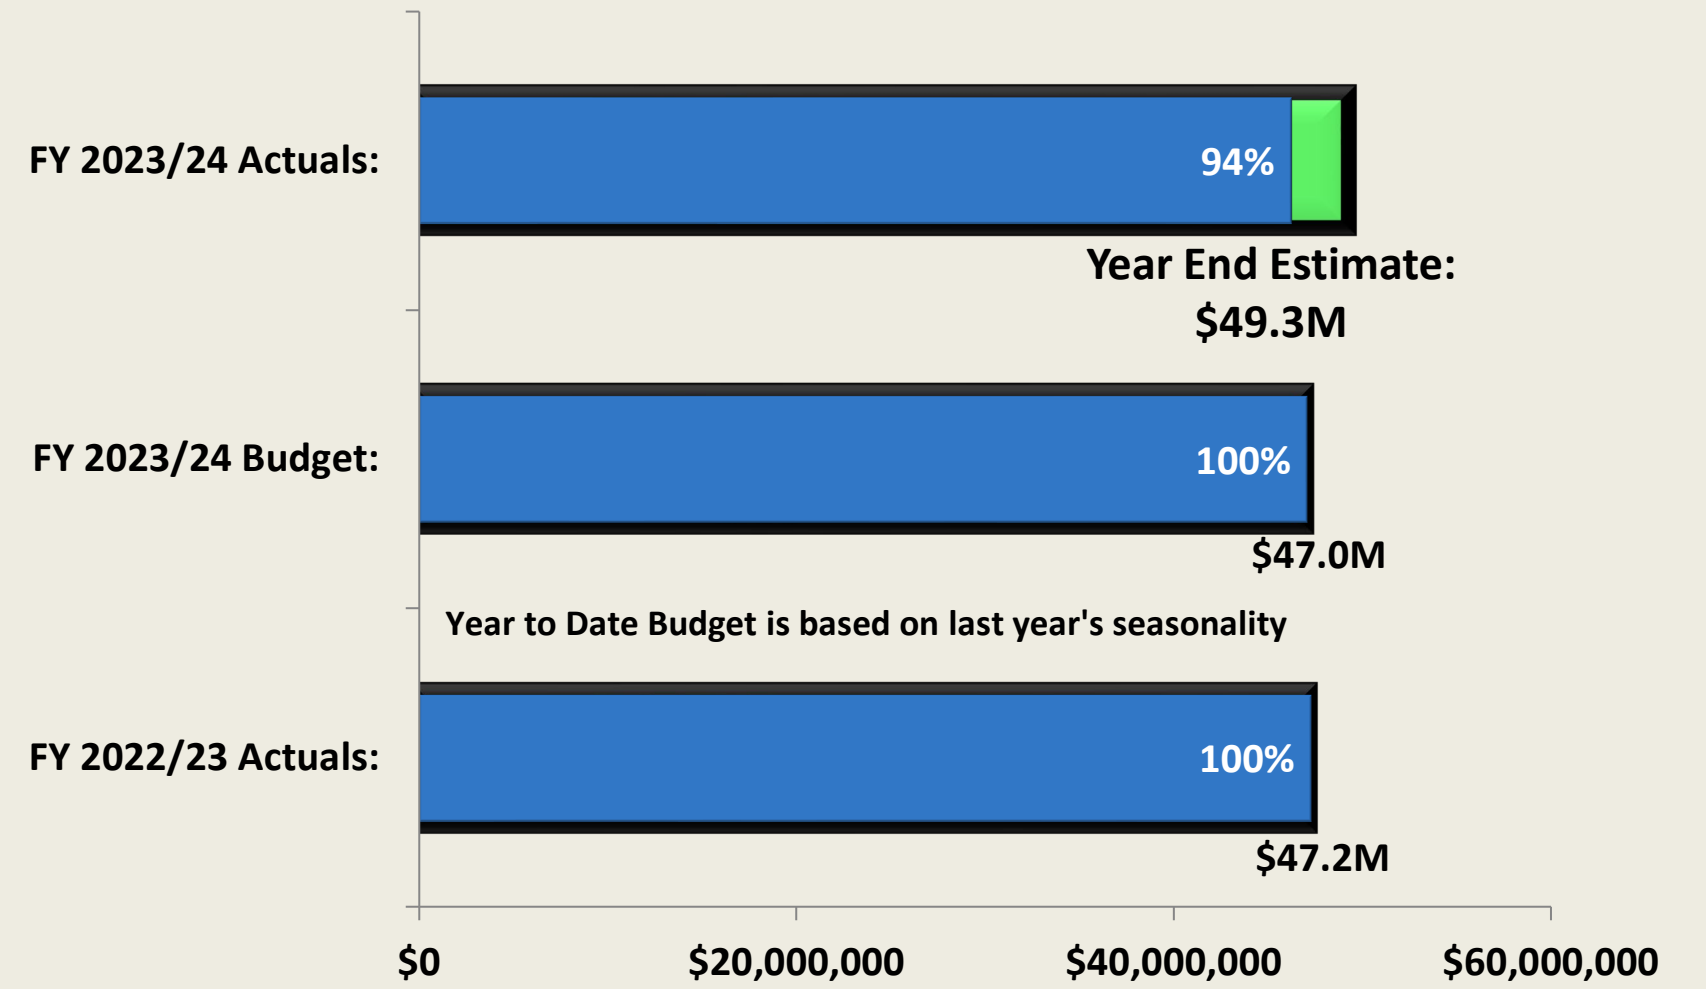 FY 2023/24 Actuals:
94%
Year End Estimate:
$49.3M
FY 2023/24 Budget:
100%
$47.0M
Year to Date Budget is based on last year's seasonality
FY 2022/23 Actuals:
100%
$47.2M
$0
$20,000,000
$40,000,000
$60,000,000